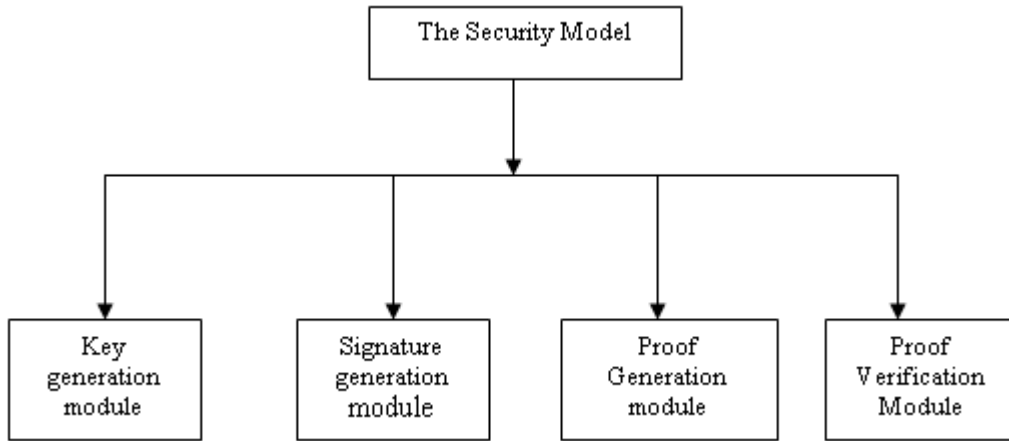 The Security Model
Key
generation
module
Signature
generation
module
Proof
Generation
module
Proof
Verification
Module